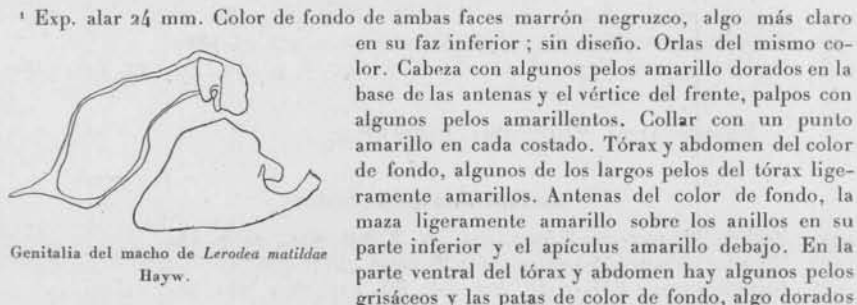 ¹ Exp. alar 24 mm. Color de fondo de ambas faces marrón negruzco, algo más claro
en su faz inferior ; sin diseño. Orlas del mismo co-
lor. Cabeza con algunos pelos amarillo dorados en la
base de las antenas y el vértice del frente, palpos con
algunos pelos amarillentos. Collar con un punto
amarillo en cada costado. Tórax y abdomen del color
de fondo, algunos de los largos pelos del tórax lige-
ramente amarillos. Antenas del color de fondo, la
maza ligeramente amarillo sobre los anillos en su
parte inferior y el apículus amarillo debajo. En la
parte ventral del tórax y abdomen hay algunos pelos
grisáceos y las patas de color de fondo, algo dorados
Genitalia del macho de Lerodea matildae
Hayw.